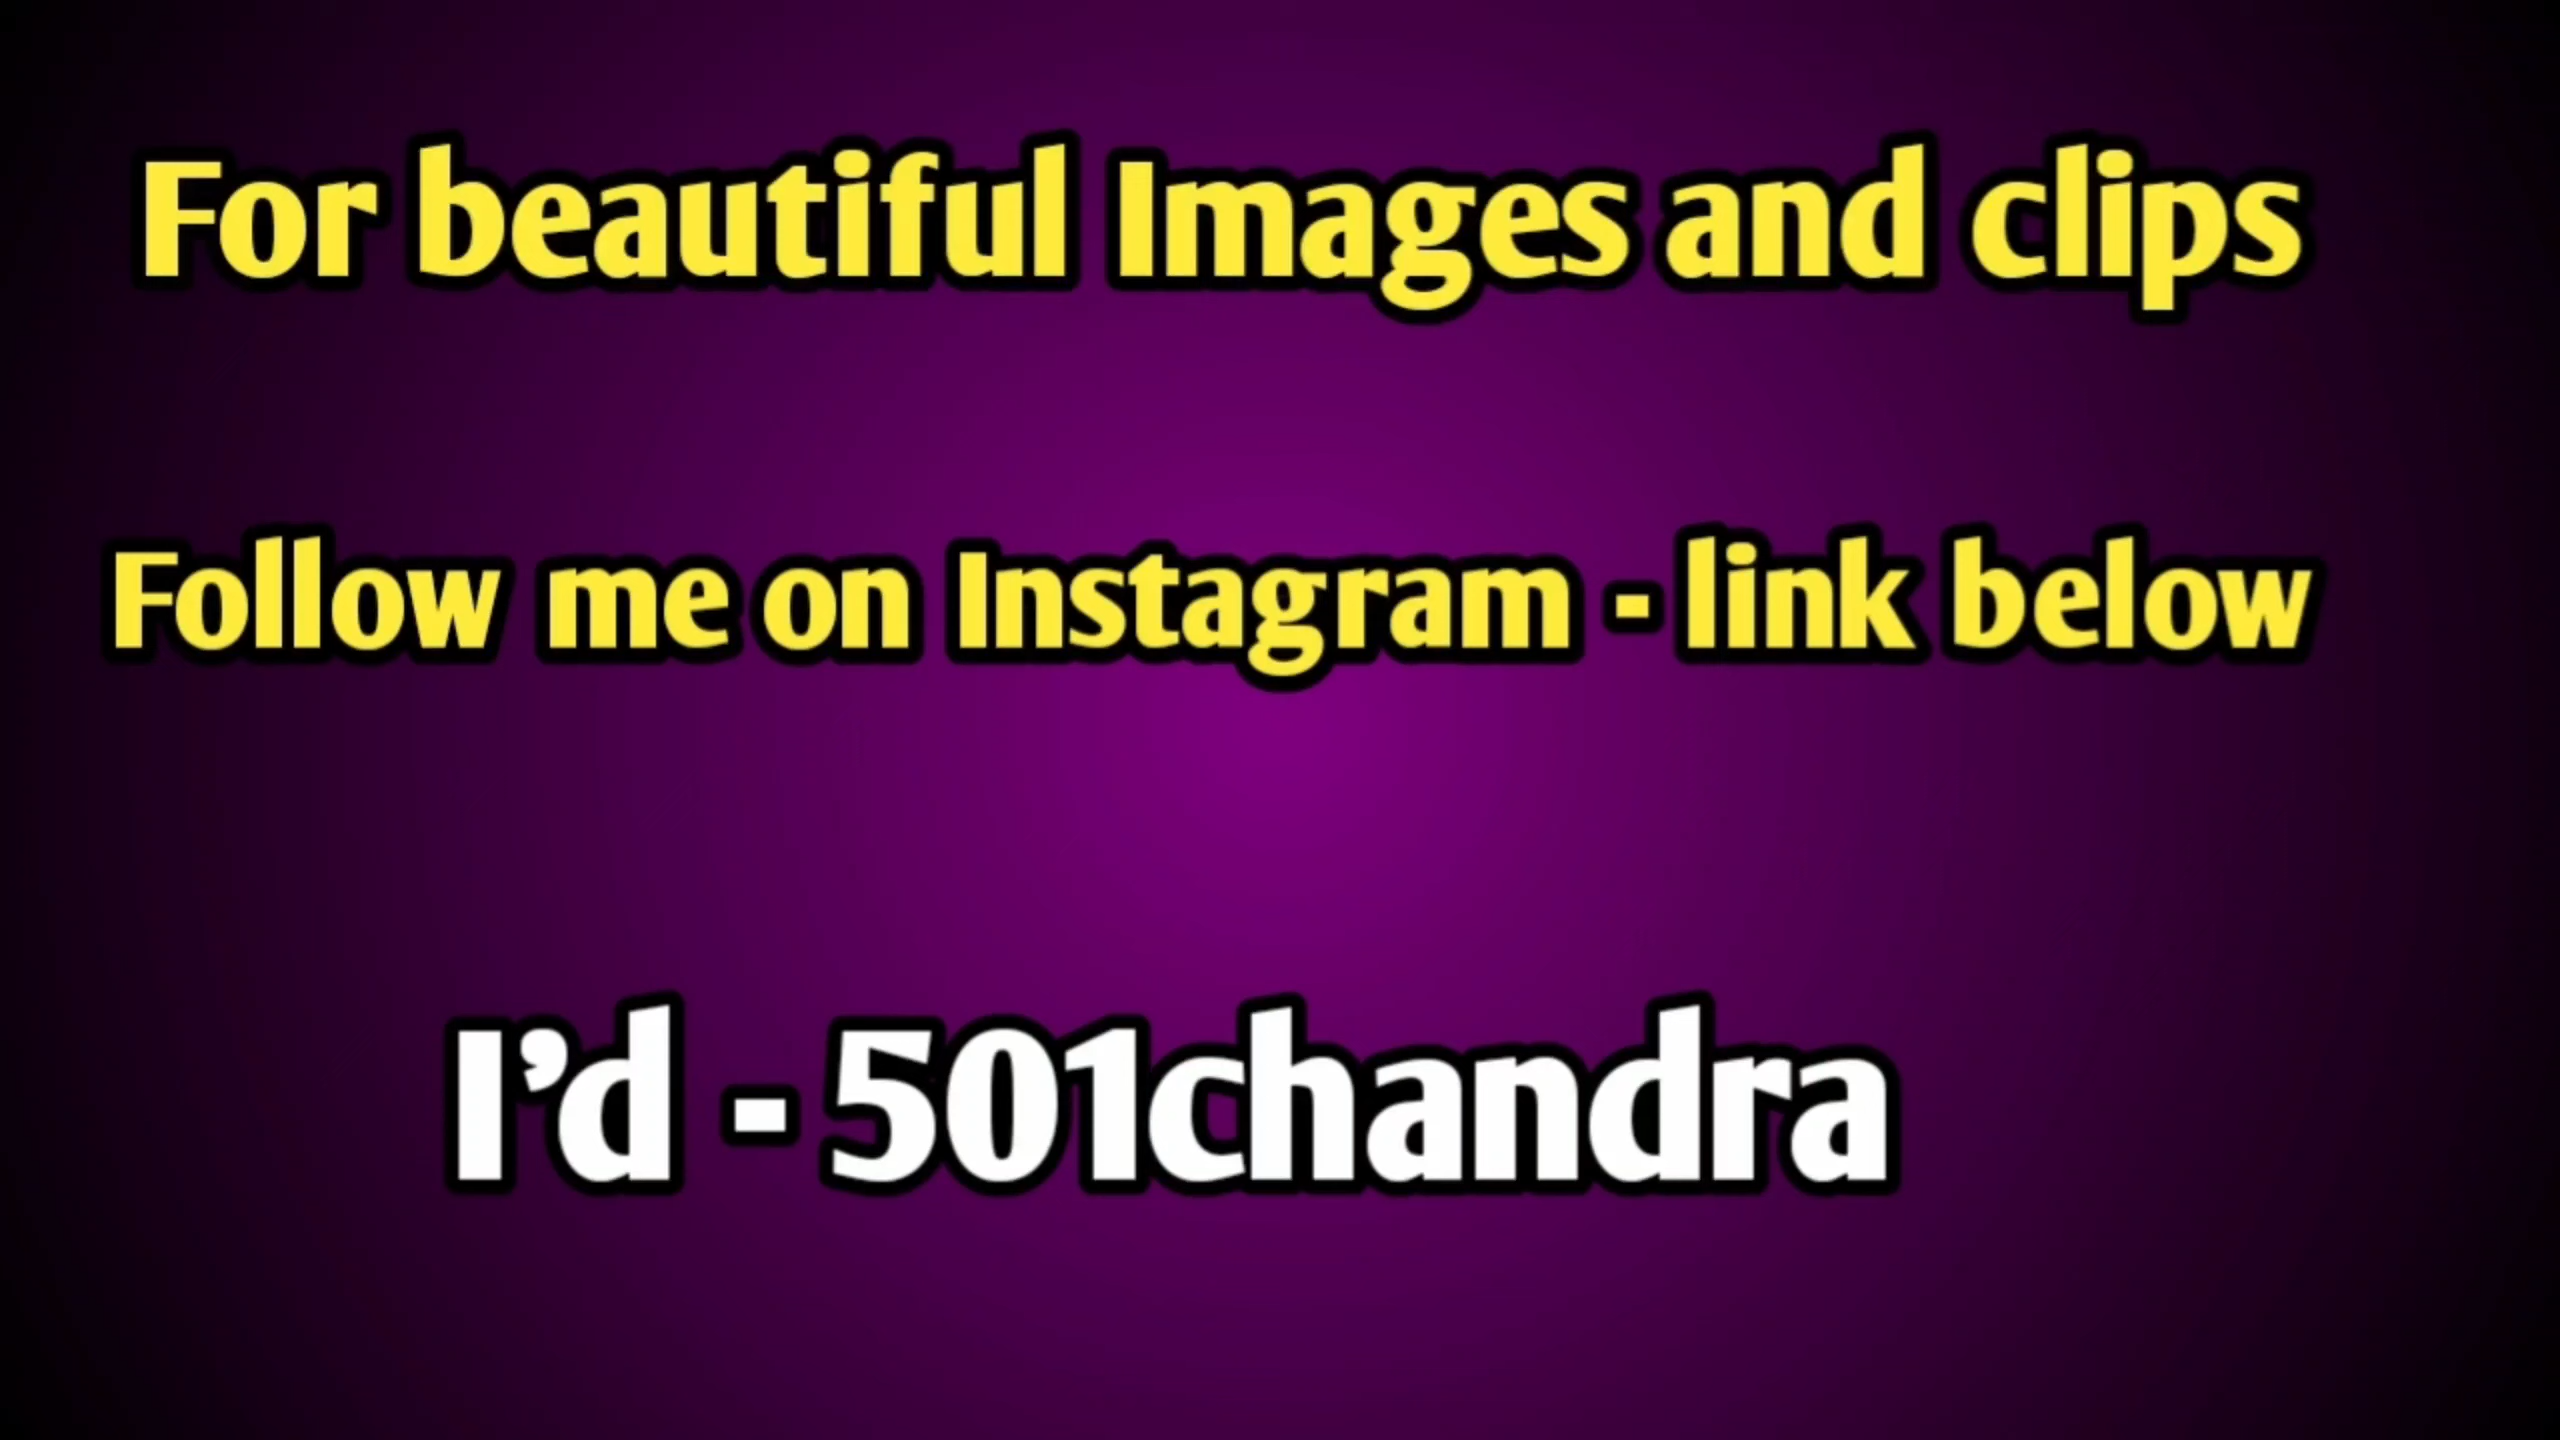 For beautiful Images and clips
Follow me on Instagram - link below
I’d - 501chandra